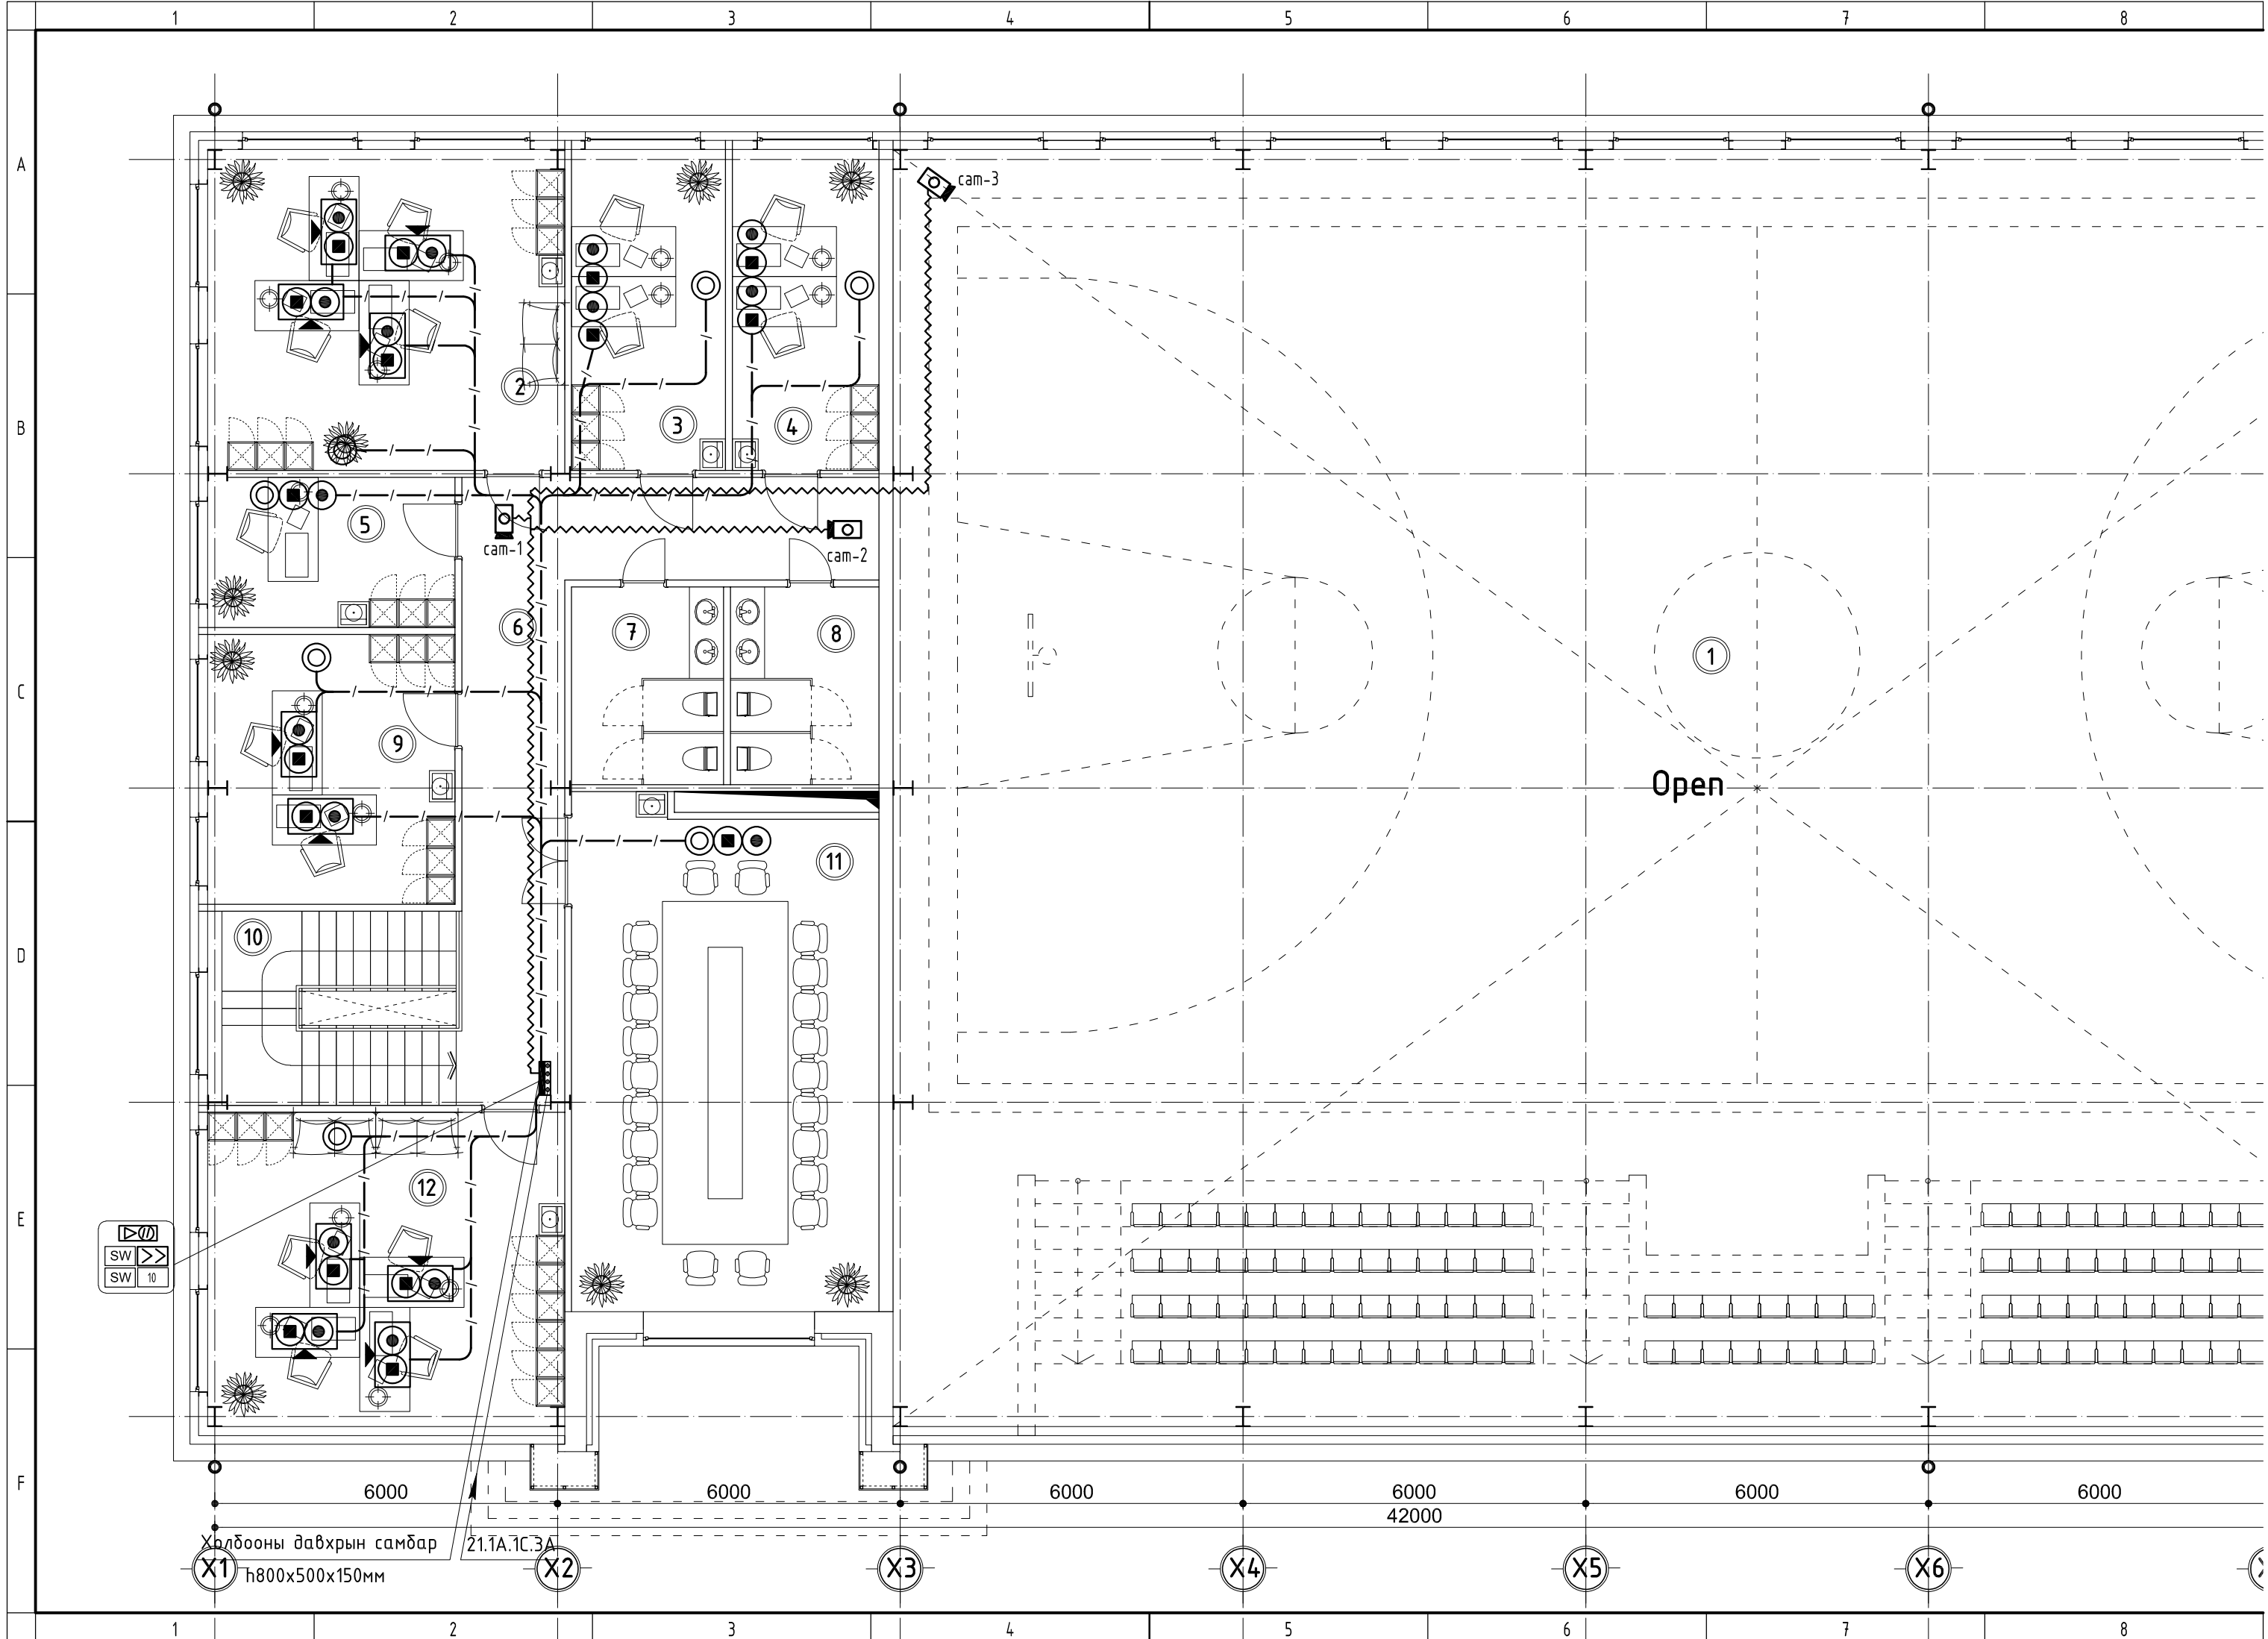 1 2 3 4 5 6 7 8
A
cam-3
B
2
3
4
5
cam-1
cam-2
C
6
7
8
1
9
Open
D
11
10
E
12
SW >>
SW 10
F
6000 6000 6000 6000 6000 6000
42000
Холбооны давхрын самбар 21.1A.1C.3A
X1 X2 X3 X4 X5 X6
h800x500x150мм
1 2 3 4 5 6 7 8